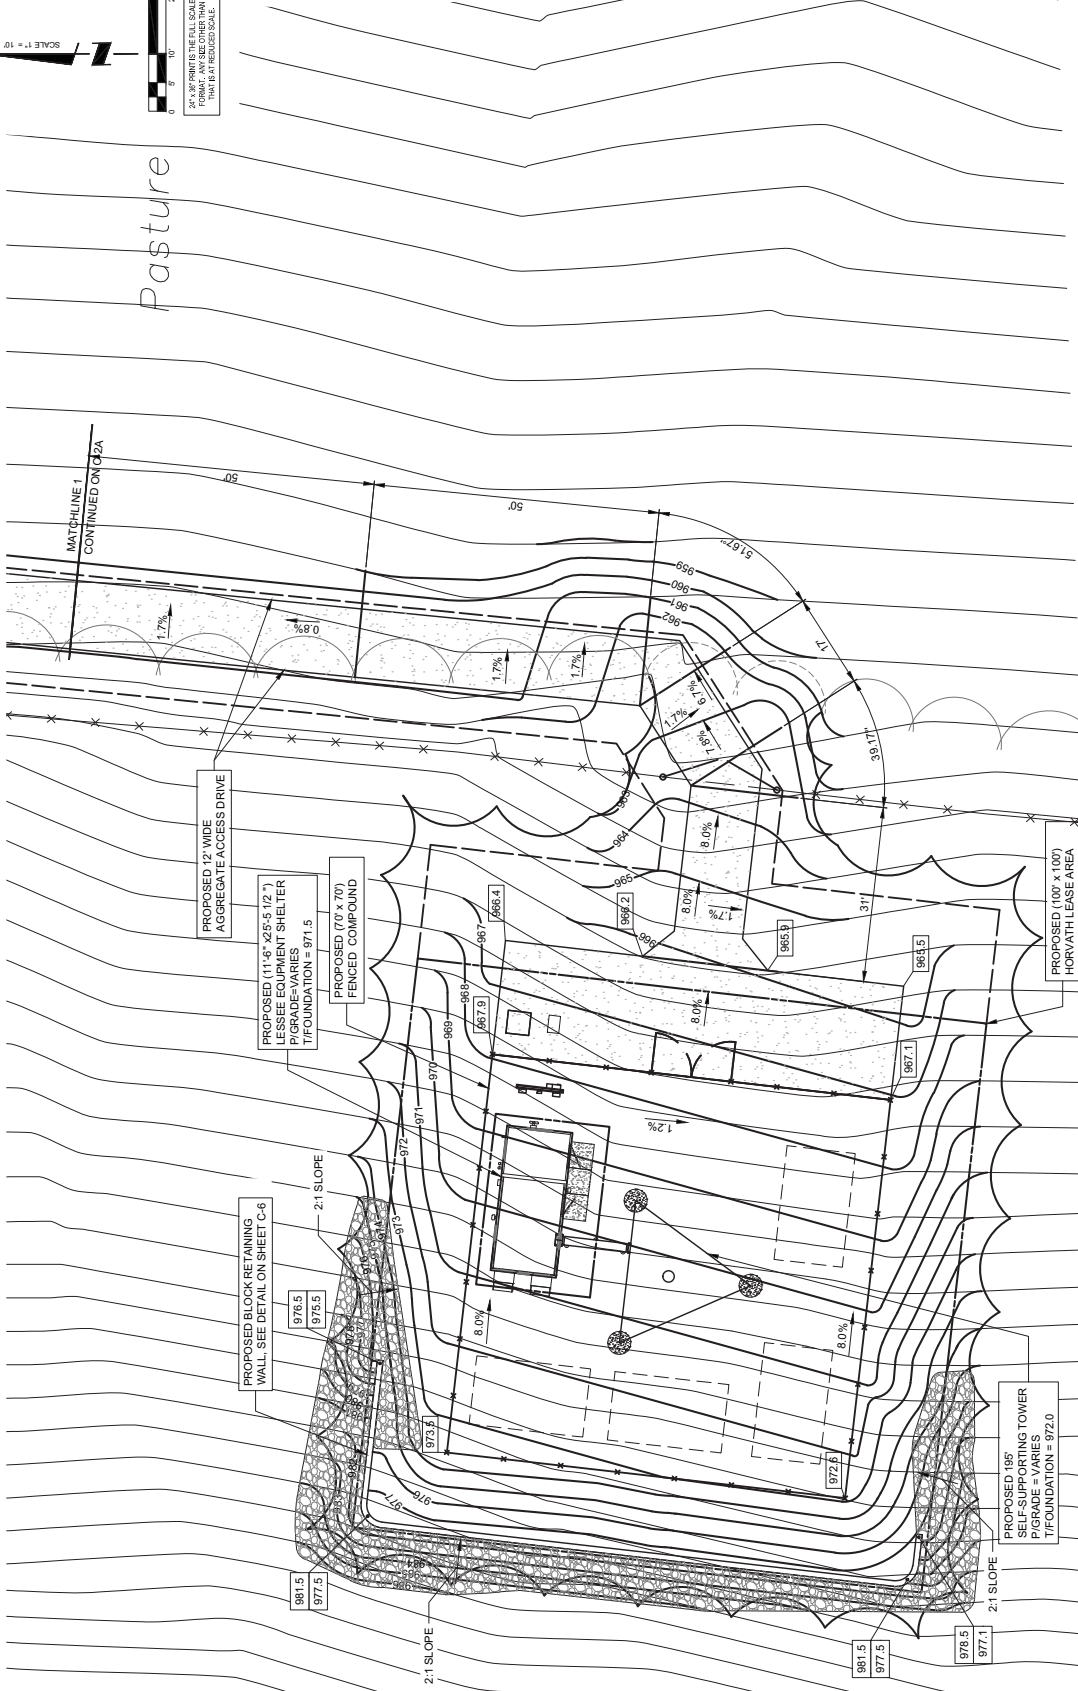 SCALE 1" = 10'
0
5'
10'
24" x 36" PRINT IS THE FULL SCALE
FORMAT. ANY SIZE OTHER THAN
THAT IS AT REDUCED SCALE.
Pasture
MATCHLINE 1
CONTINUED ON C-2A
50'
50'
51.67'
17'
39.17'
31'
1.7%
0.8%
1.7%
1.7%
6.7%
1.7%
7.8%
8.0%
8.0%
1.7%
8.0%
1.2%
8.0%
8.0%
959
960
961
962
963
964
965
966
967
968
969
970
971
972
973
974
976
977
PROPOSED 12' WIDE
AGGREGATE ACCESS DRIVE
PROPOSED (11'-6" x25'-5 1/2")
LESSEE EQUIPMENT SHELTER
P/GRADE=VARIES
T/FOUNDATION = 971.5
PROPOSED (70' x 70')
FENCED COMPOUND
966.4
967.9
966.2
965.9
965.5
967.1
PROPOSED (100' x 100')
HORVATH LEASE AREA
PROPOSED BLOCK RETAINING
WALL, SEE DETAIL ON SHEET C-6
2:1 SLOPE
976.5
975.5
973.5
972.6
981.5
977.5
2:1 SLOPE
981.5
977.5
978.5
977.1
2:1 SLOPE
PROPOSED 195'
SELF-SUPPORTING TOWER
P/GRADE = VARIES
T/FOUNDATION = 972.0